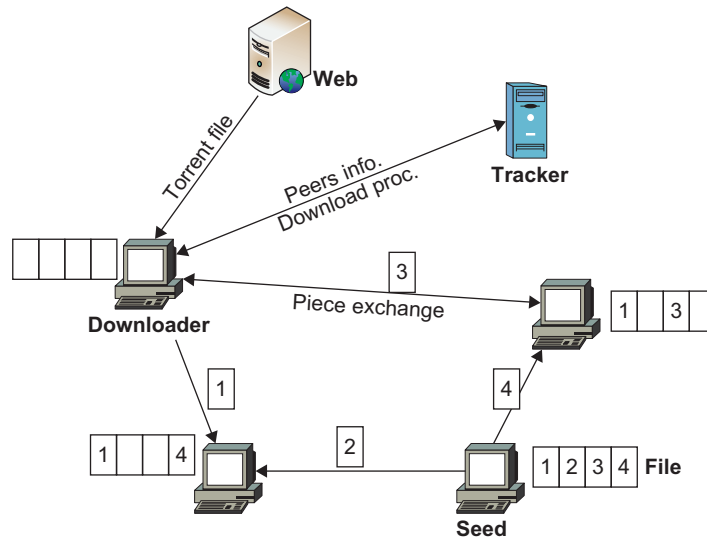 Web
Torrent file
Peers info.
Download proc.
Tracker
3
Piece exchange
Downloader
1 3
1
4
1 4
2
1 2 3 4 File
Seed